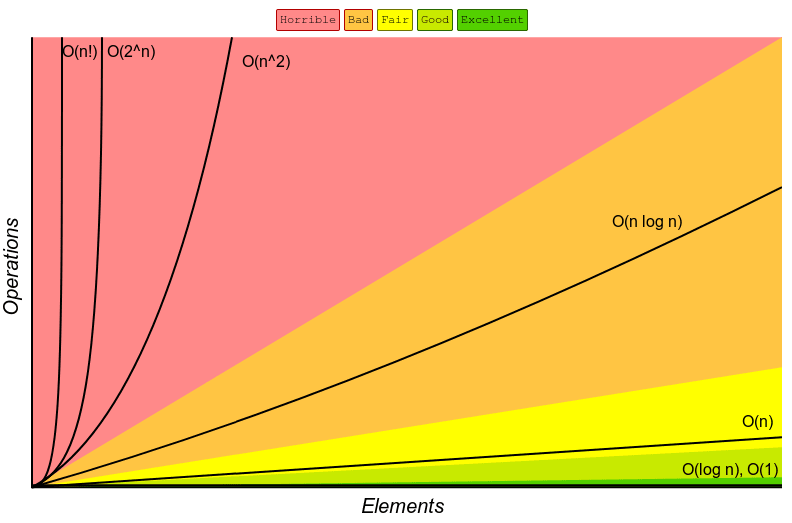 Horrible Bad Fair Good Excellent
O(n!) O(2^n)
O(n^2)
O(n log n)
O(n)
O(log n), O(1)
Operations
Elements